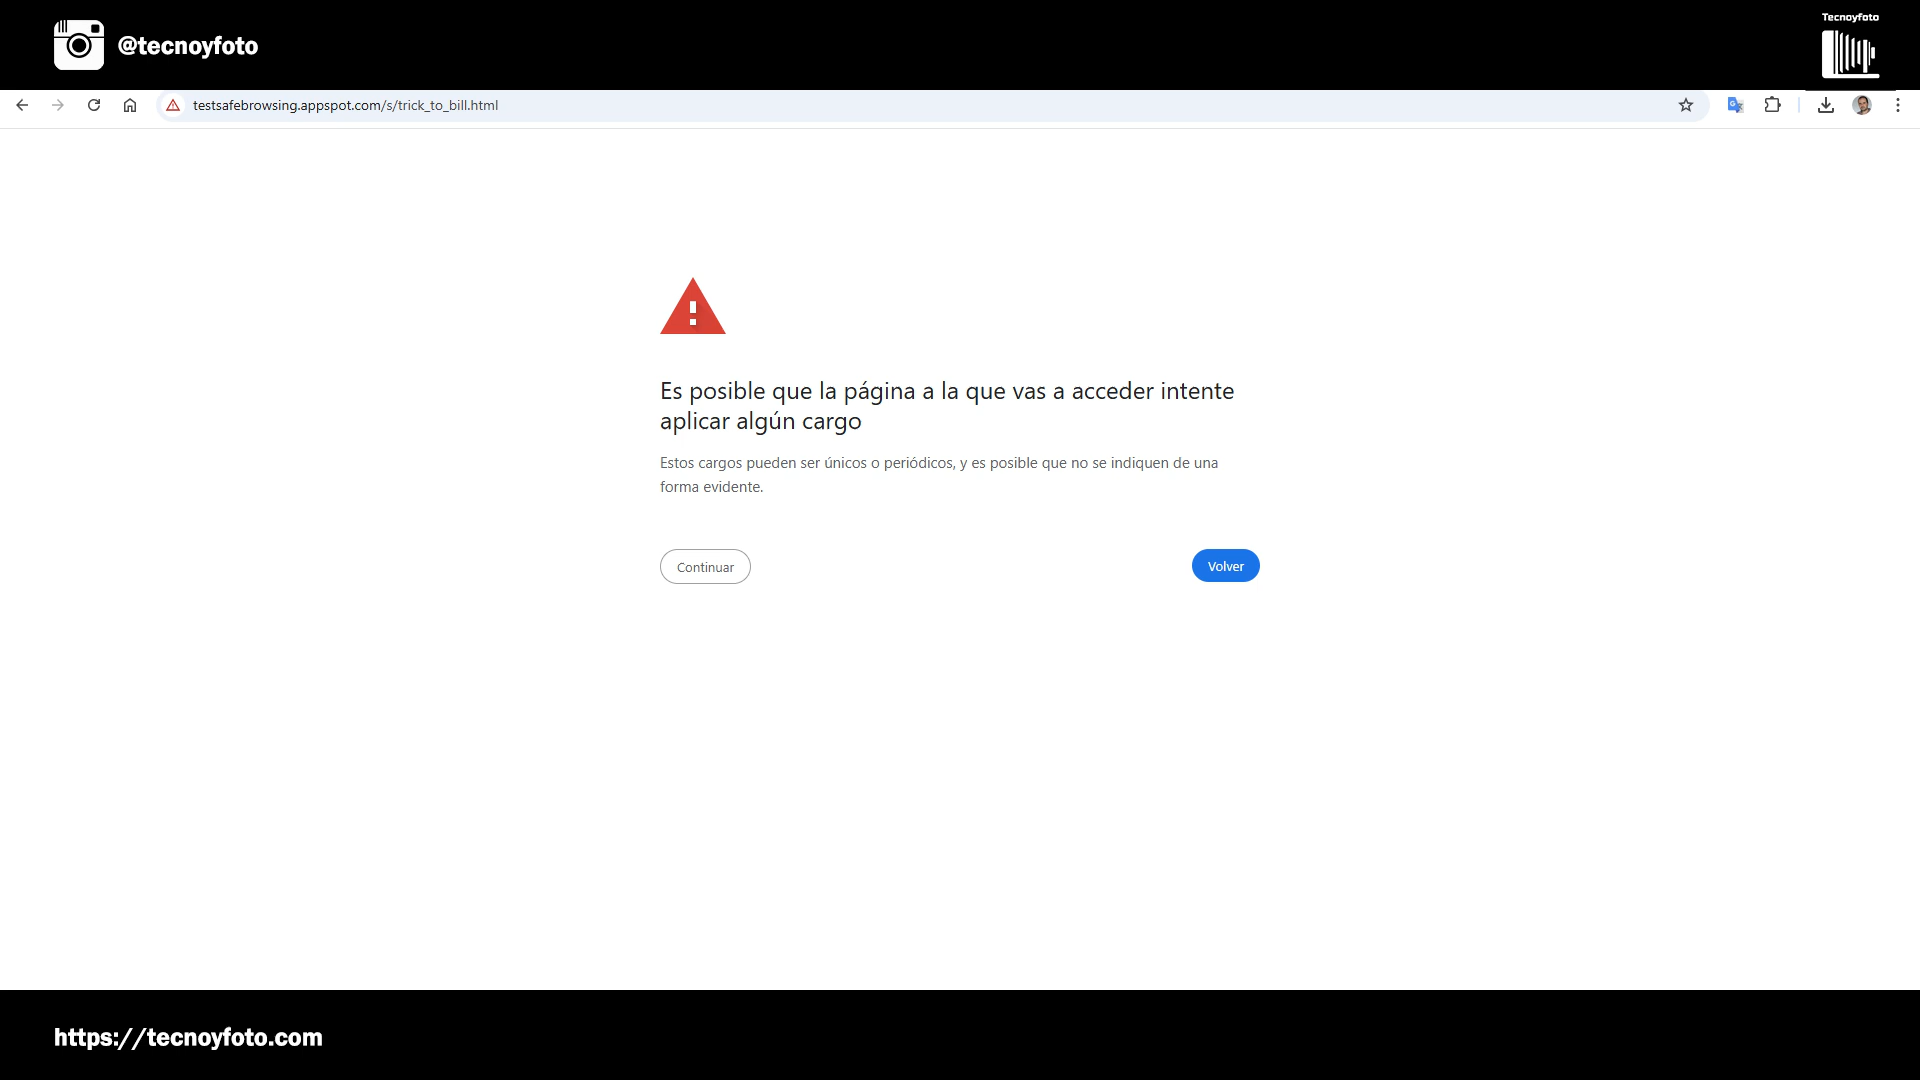 @tecnoyfoto
Tecnoyfoto
testsafebrowsing.appspot.com/s/trick_to_bill.html
Es posible que la página a la que vas a acceder intente
aplicar algún cargo
Estos cargos pueden ser únicos o periódicos, y es posible que no se indiquen de una
forma evidente.
Continuar
Volver
https://tecnoyfoto.com